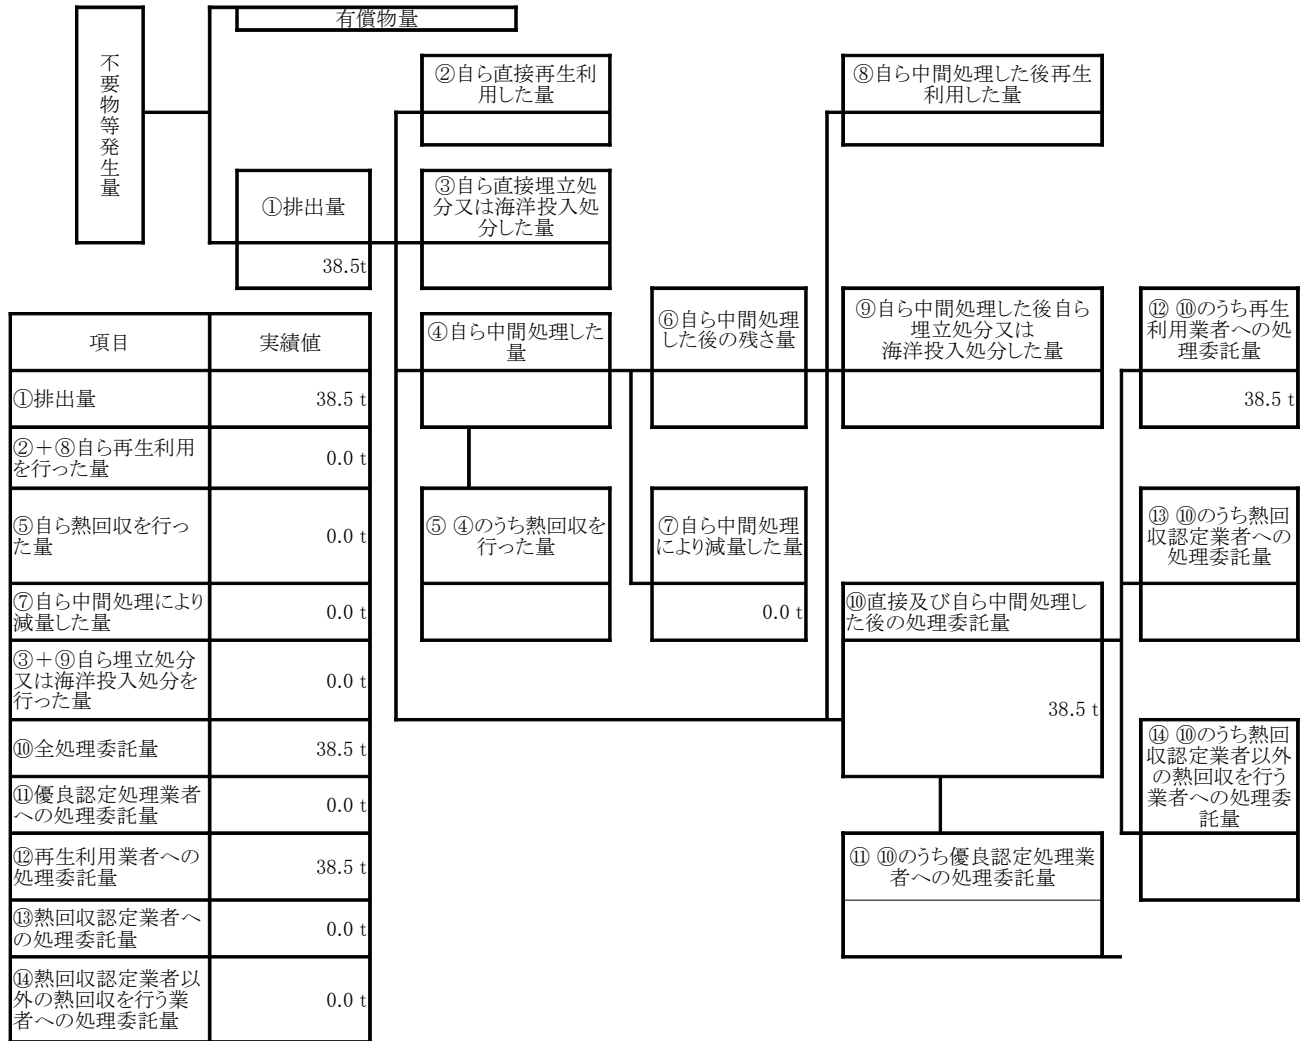 有償物量
不要物等発生量
②自ら直接再生利
用した量
⑧自ら中間処理した後再生
利用した量
①排出量
38.5t
③自ら直接埋立処
分又は海洋投入処
分した量
④自ら中間処理した
量
⑥自ら中間処理
した後の残さ量
⑨自ら中間処理した後自ら
埋立処分又は
海洋投入処分した量
⑫ ⑩のうち再生
利用業者への処
理委託量
38.5 t
⑤ ④のうち熱回収を
行った量
⑦自ら中間処理
により減量した量
0.0 t
⑬ ⑩のうち熱回
収認定業者への
処理委託量
⑩直接及び自ら中間処理し
た後の処理委託量
38.5 t
⑭ ⑩のうち熱回
収認定業者以外
の熱回収を行う
業者への処理委
託量
⑪ ⑩のうち優良認定処理業
者への処理委託量
項目 実績値
①排出量 38.5 t
②＋⑧自ら再生利用
を行った量 0.0 t
⑤自ら熱回収を行っ
た量 0.0 t
⑦自ら中間処理により
減量した量 0.0 t
③＋⑨自ら埋立処分
又は海洋投入処分を
行った量 0.0 t
⑩全処理委託量 38.5 t
⑪優良認定処理業者
への処理委託量 0.0 t
⑫再生利用業者への
処理委託量 38.5 t
⑬熱回収認定業者へ
の処理委託量 0.0 t
⑭熱回収認定業者以
外の熱回収を行う業
者への処理委託量 0.0 t